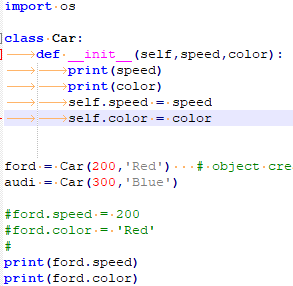 import os
class Car:
def __init__(self,speed,color):
print(speed)
print(color)
self.speed = speed
self.color = color
ford = Car(200,'Red') # object cre
audi = Car(300,'Blue')
#ford.speed = 200
#ford.color = 'Red'
#
print(ford.speed)
print(ford.color)